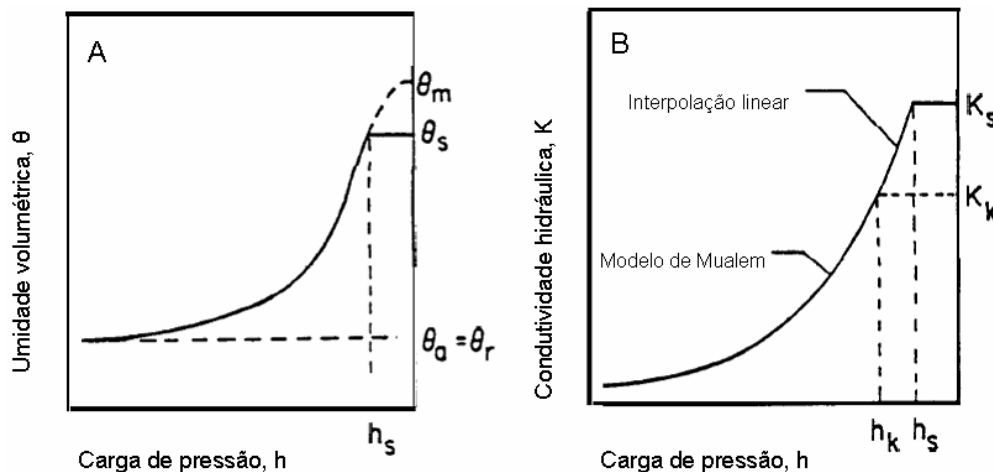 A
Umidade volumétrica, θ
θm
θs
θa = θr
hs
Carga de pressão, h
B
Condutividade hidráulica, K
Interpolação linear
Modelo de Mualem
Ks
Kk
hk
hs
Carga de pressão, h